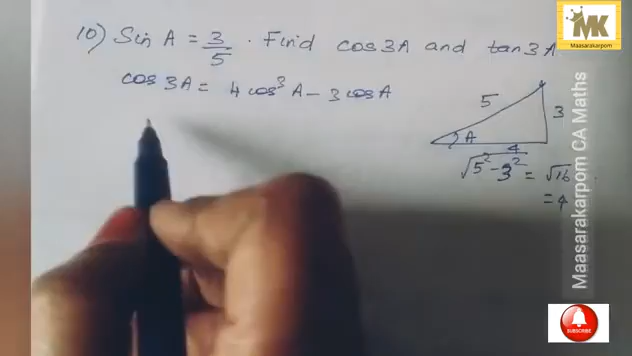 10) Sin A = 3/5 . Find cos 3A and tan 3A
cos 3A = 4 cos³ A - 3 cos A
5
3
A
4
√5² - 3² = √16
= 4
MK
Maasarakarpom
Maasarakarpom CA Maths
SUBSCRIBE